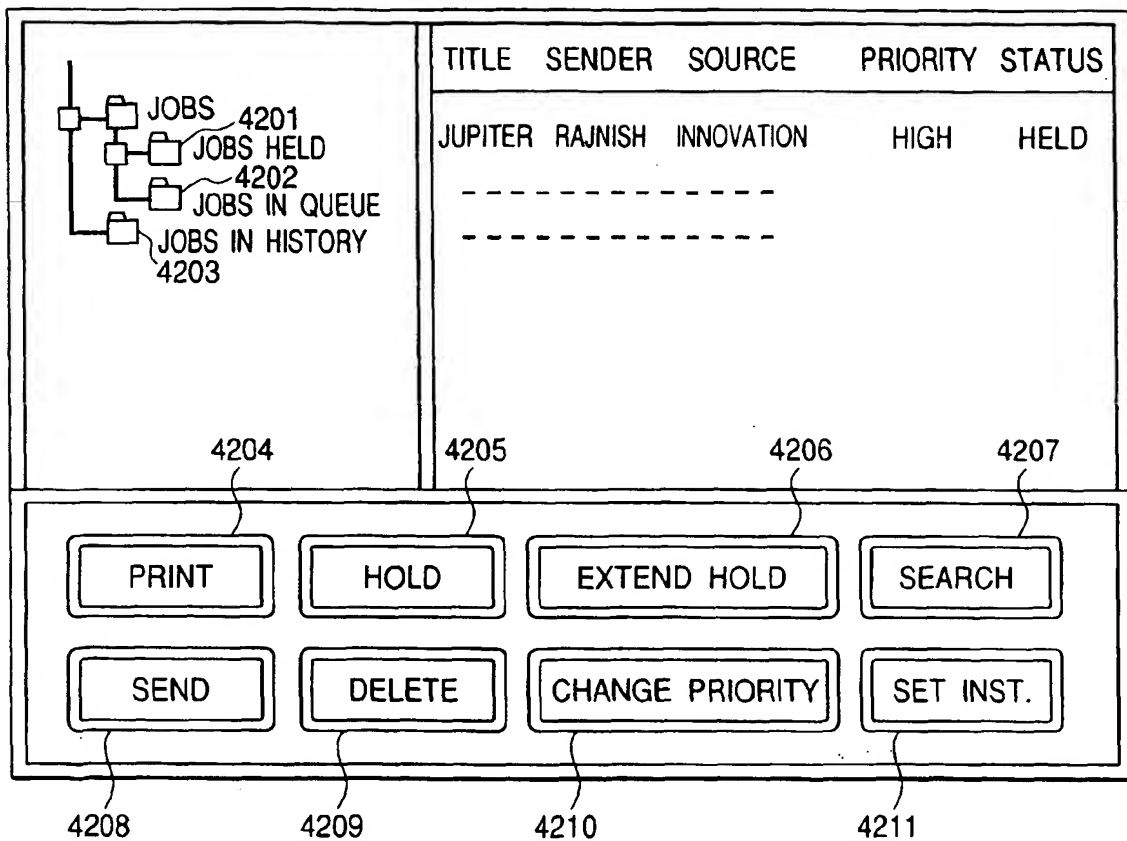 JOBS
4201
JOBS HELD
4202
JOBS IN QUEUE
JOBS IN HISTORY
4203
TITLE SENDER SOURCE PRIORITY STATUS
JUPITER RAJNISH INNOVATION HIGH HELD
4204 4205 4206 4207
PRINT HOLD EXTEND HOLD SEARCH
SEND DELETE CHANGE PRIORITY SET INST.
4208 4209 4210 4211